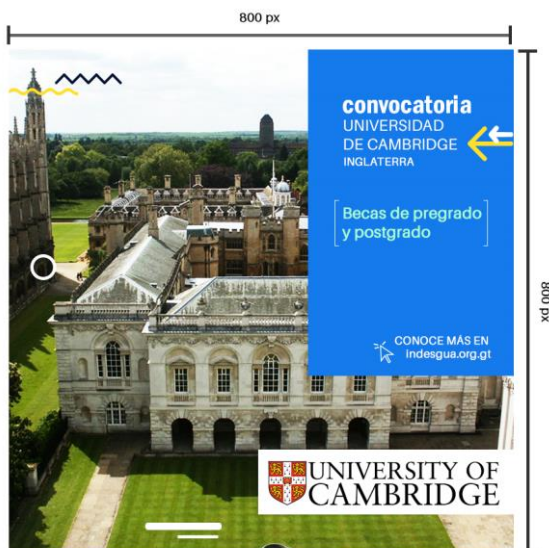 800 px
convocatoria
UNIVERSIDAD
DE CAMBRIDGE
INGLATERRA
Becas de pregrado
y postgrado
CONOCE MÁS EN
indesgua.org.gt
800 px
UNIVERSITY OF
CAMBRIDGE